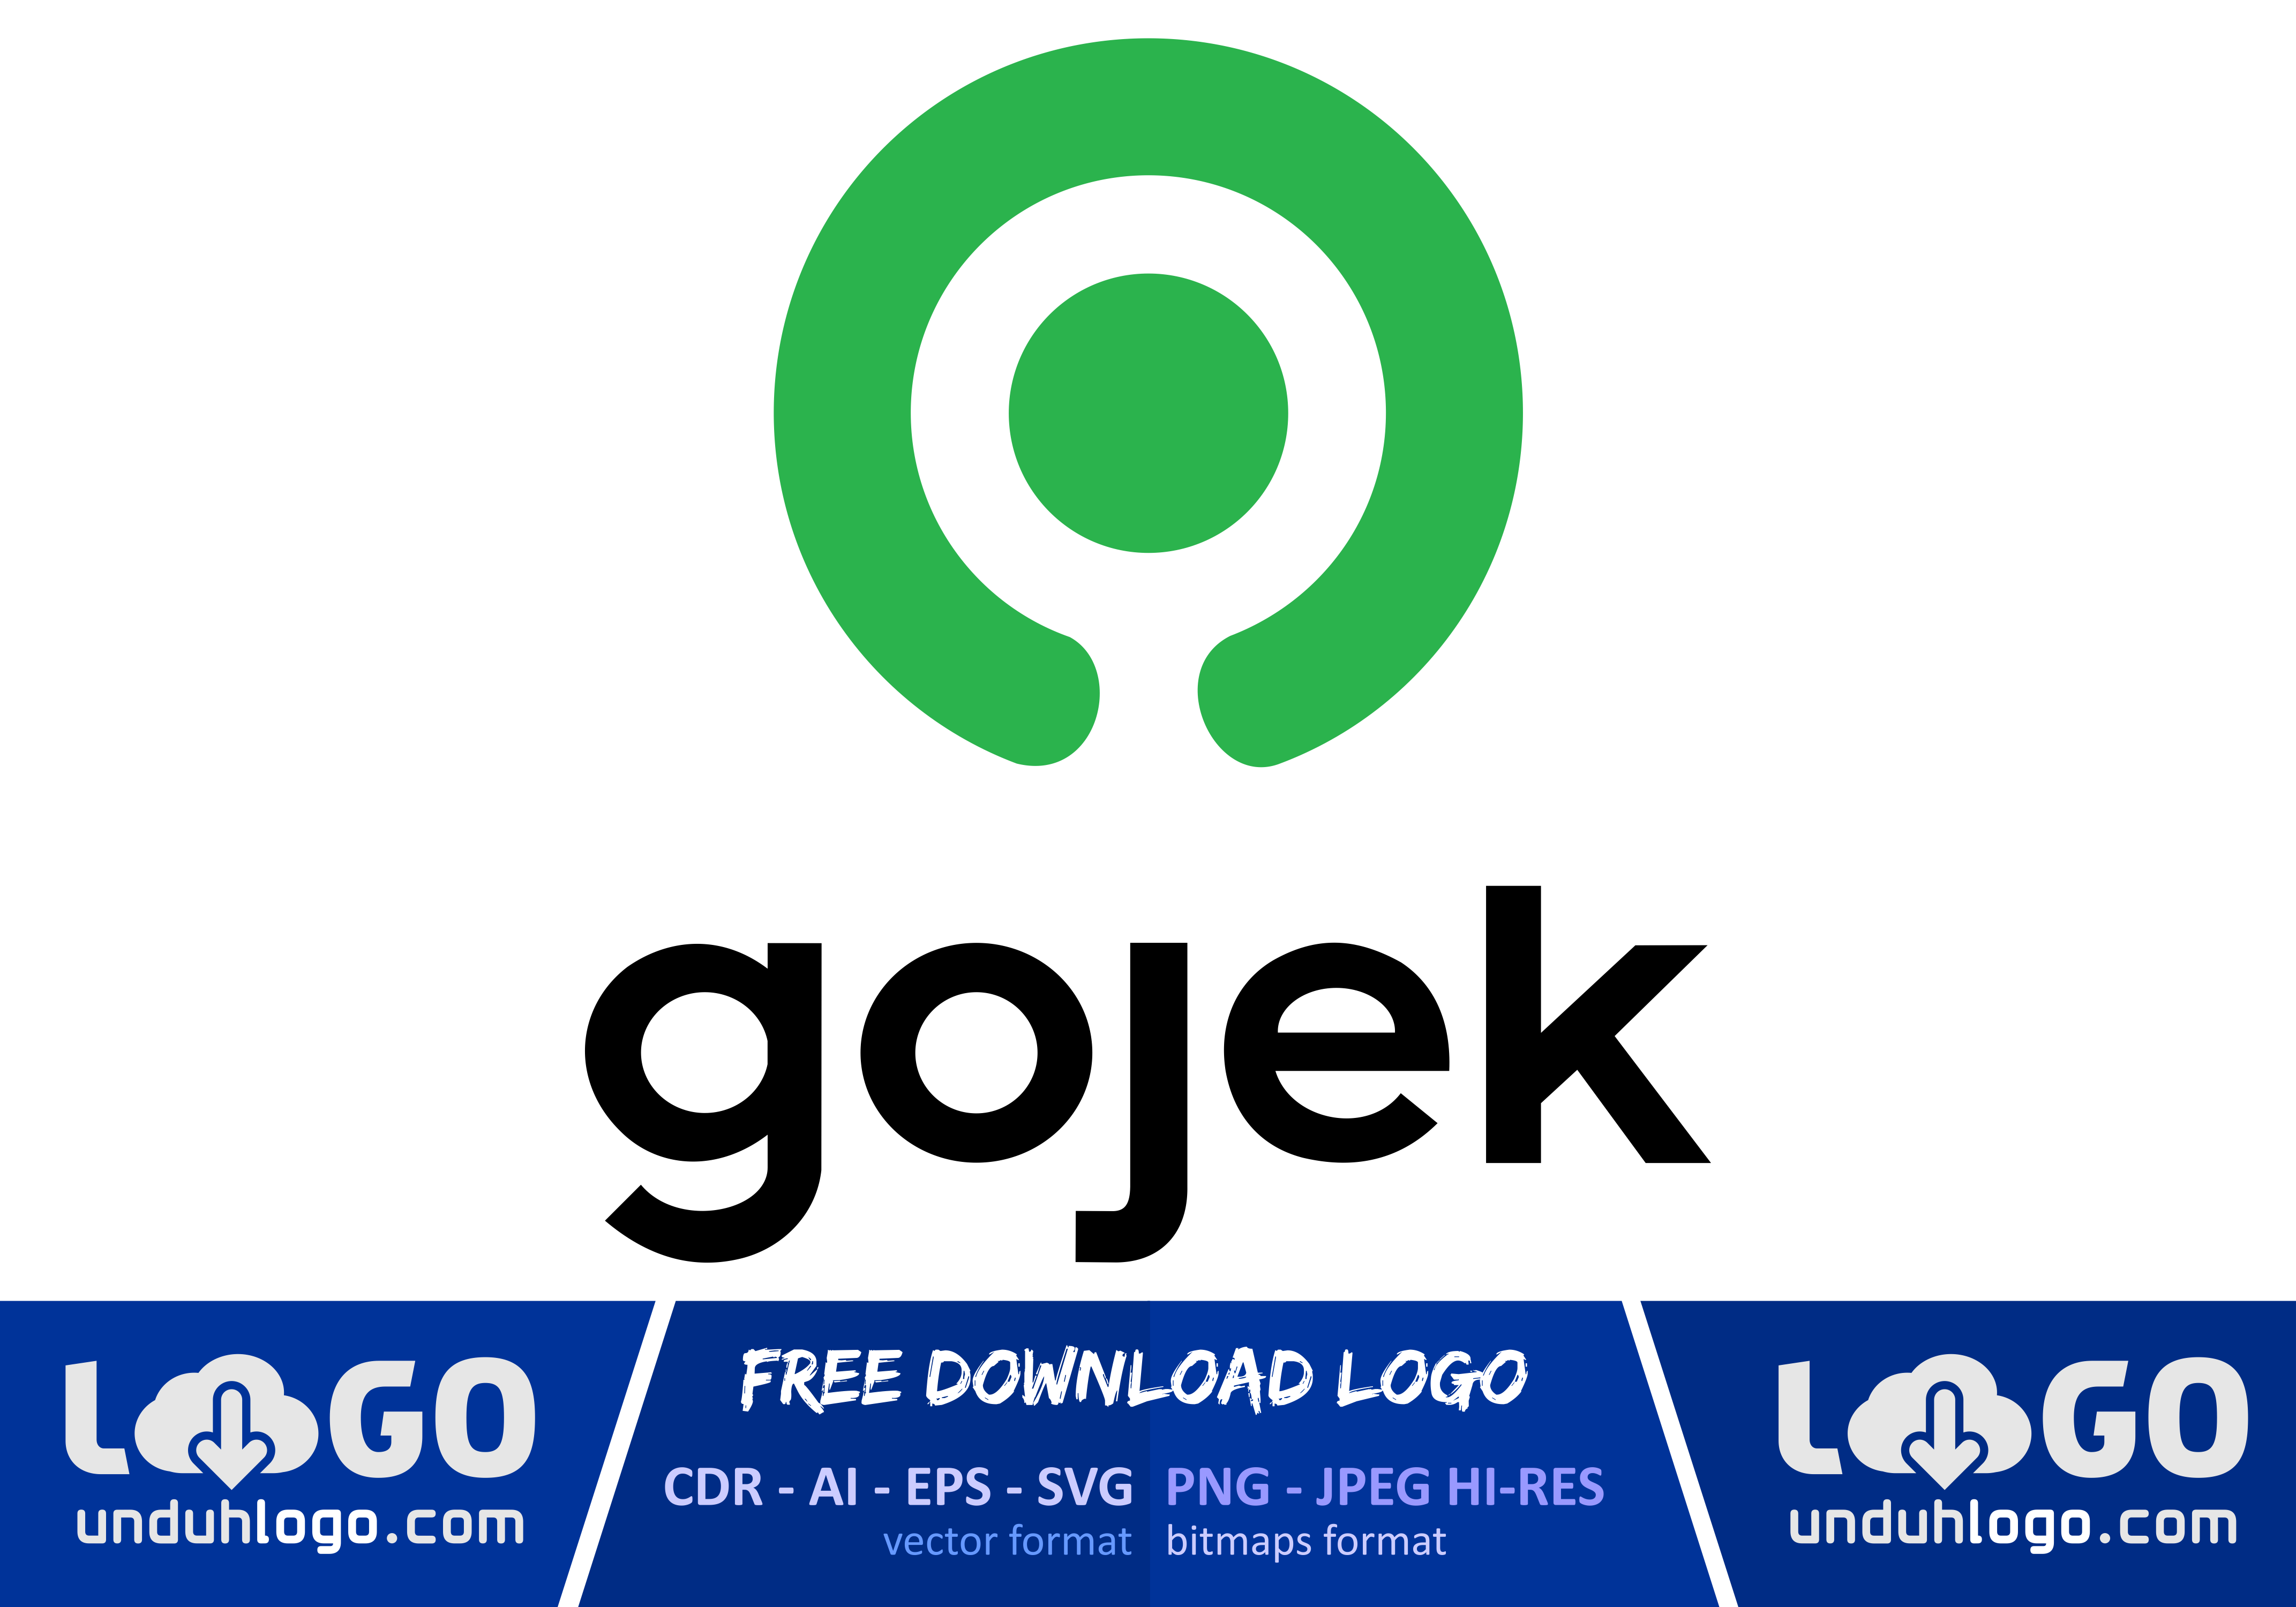 gojek
LOGO
unduhlogo.com
FREE DOWNLOAD LOGO
CDR - AI - EPS - SVG
vector format
PNG - JPEG HI-RES
bitmaps format
LOGO
unduhlogo.com